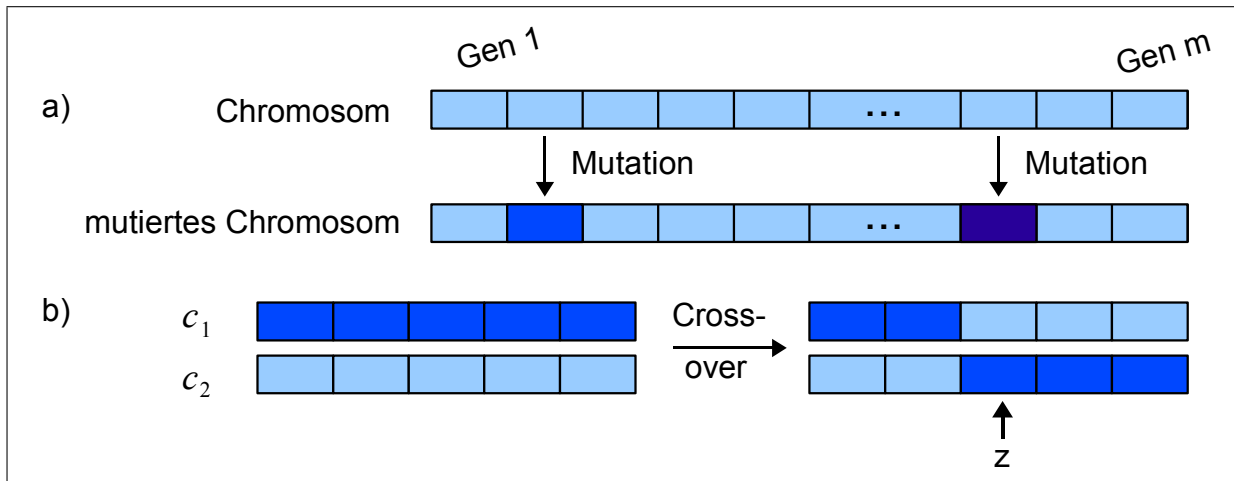 Gen 1
Gen m
a)
Chromosom
...
Mutation
Mutation
mutiertes Chromosom
...
b)
c1
Cross-
over
c2
z